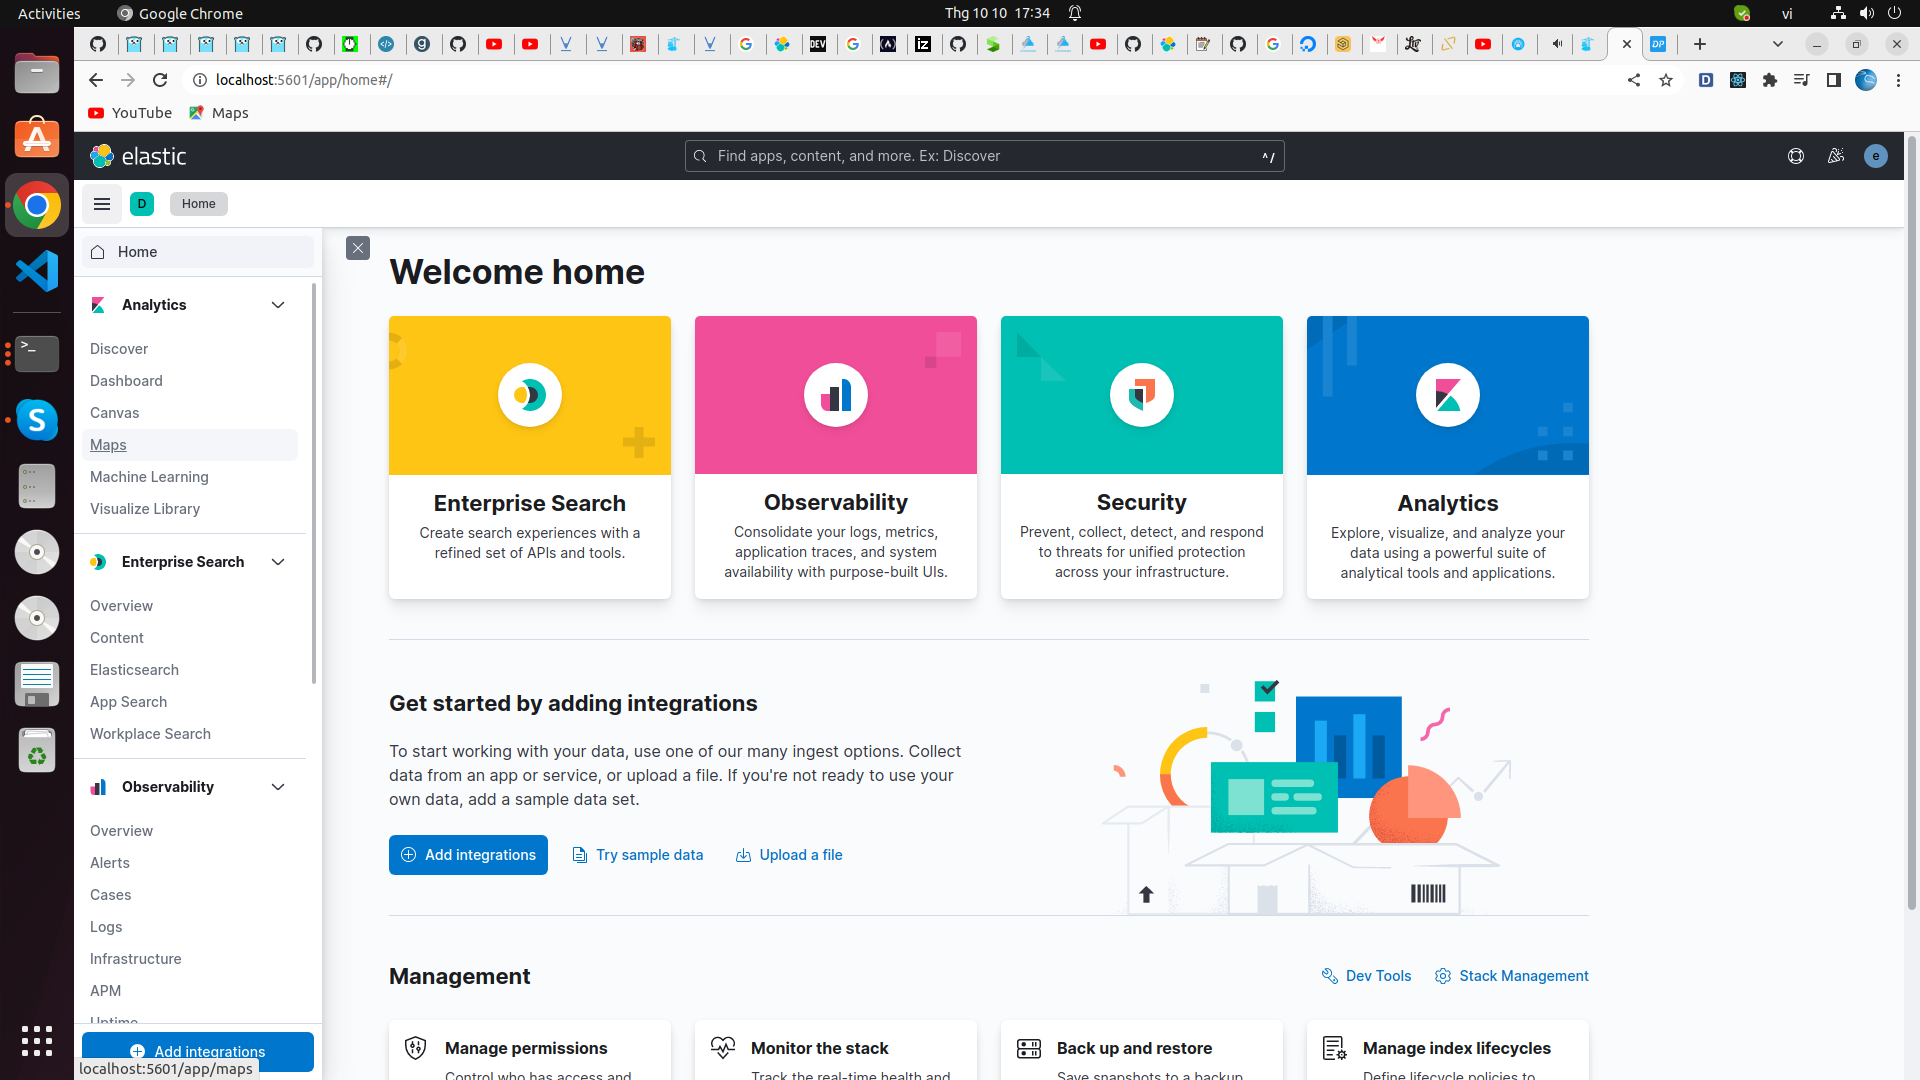 Activities
Google Chrome
Thg 10 10 17:34
vi
localhost:5601/app/home#/
YouTube
Maps
elastic
Find apps, content, and more. Ex: Discover
^/
e
D
Home
Home
Analytics
Discover
Dashboard
Canvas
Maps
Machine Learning
Visualize Library
Enterprise Search
Overview
Content
Elasticsearch
App Search
Workplace Search
Observability
Overview
Alerts
Cases
Logs
Infrastructure
APM
Uptime
Add integrations
localhost:5601/app/maps
Welcome home
Enterprise Search
Create search experiences with a
refined set of APIs and tools.
Observability
Consolidate your logs, metrics,
application traces, and system
availability with purpose-built UIs.
Security
Prevent, collect, detect, and respond
to threats for unified protection
across your infrastructure.
Analytics
Explore, visualize, and analyze your
data using a powerful suite of
analytical tools and applications.
Get started by adding integrations
To start working with your data, use one of our many ingest options. Collect
data from an app or service, or upload a file. If you're not ready to use your
own data, add a sample data set.
Add integrations
Try sample data
Upload a file
Management
Dev Tools
Stack Management
Manage permissions
Control who has access and
Monitor the stack
Track the real-time health and
Back up and restore
Save snapshots to a backup
Manage index lifecycles
Define lifecycle policies to